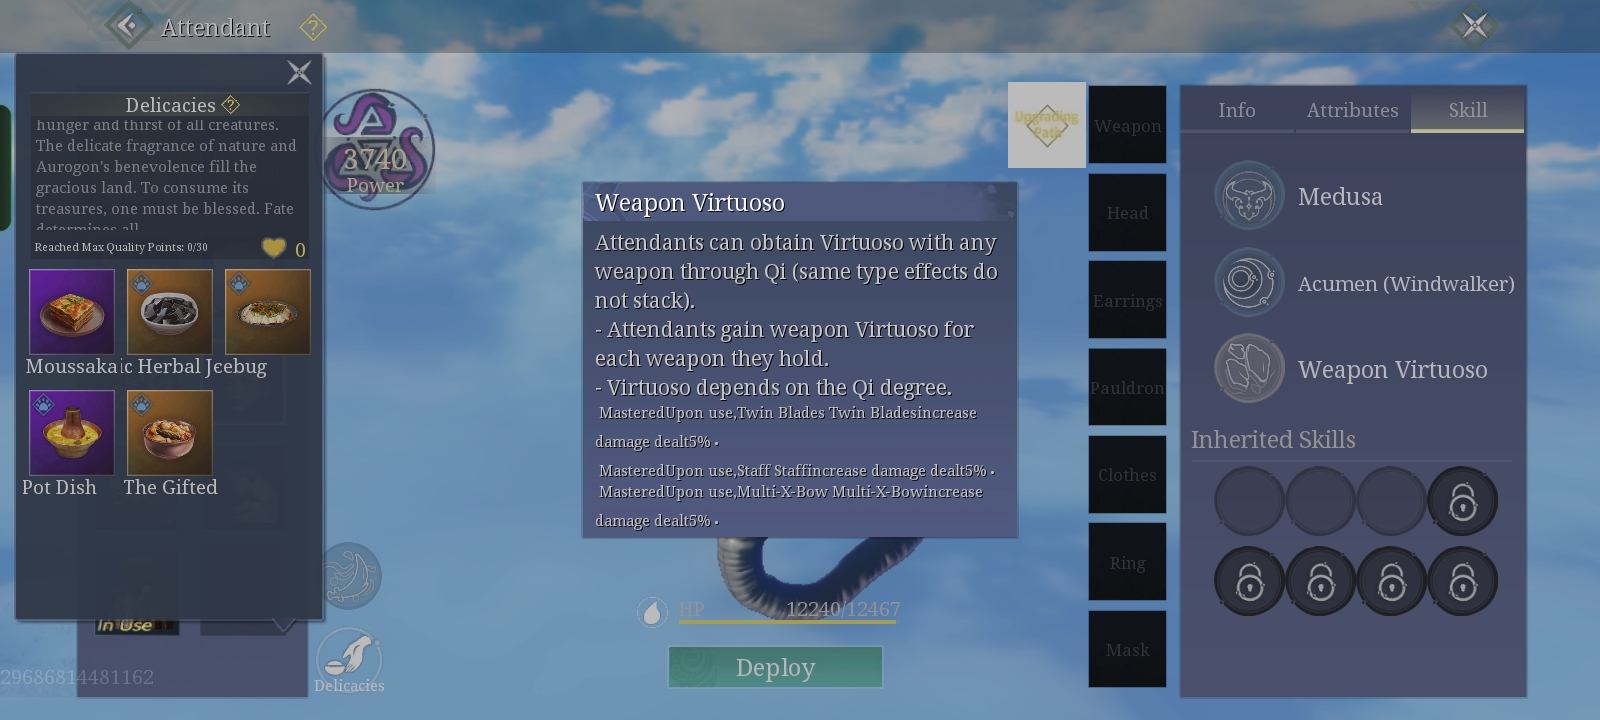 Attendant
?
Delicacies ?
hunger and thirst of all creatures.
The delicate fragrance of nature and
Aurogon's benevolence fill the
gracious land. To consume its
treasures, one must be blessed. Fate
determines all.
Reached Max Quality Points: 0/30
0
Moussaka
ic Herbal J
cebug
Pot Dish
The Gifted
In Use
29686814481162
3740
Power
Delicacies
Weapon Virtuoso
Attendants can obtain Virtuoso with any
weapon through Qi (same type effects do
not stack).
- Attendants gain weapon Virtuoso for
each weapon they hold.
- Virtuoso depends on the Qi degree.
MasteredUpon use,Twin Blades Twin Bladesincrease
damage dealt5% •
MasteredUpon use,Staff Staffincrease damage dealt5% •
MasteredUpon use,Multi-X-Bow Multi-X-Bowincrease
damage dealt5% •
HP 12240/12467
Deploy
Upgrading
Path
Weapon
Head
Earrings
Pauldron
Clothes
Ring
Mask
Info Attributes Skill
Medusa
Acumen (Windwalker)
Weapon Virtuoso
Inherited Skills